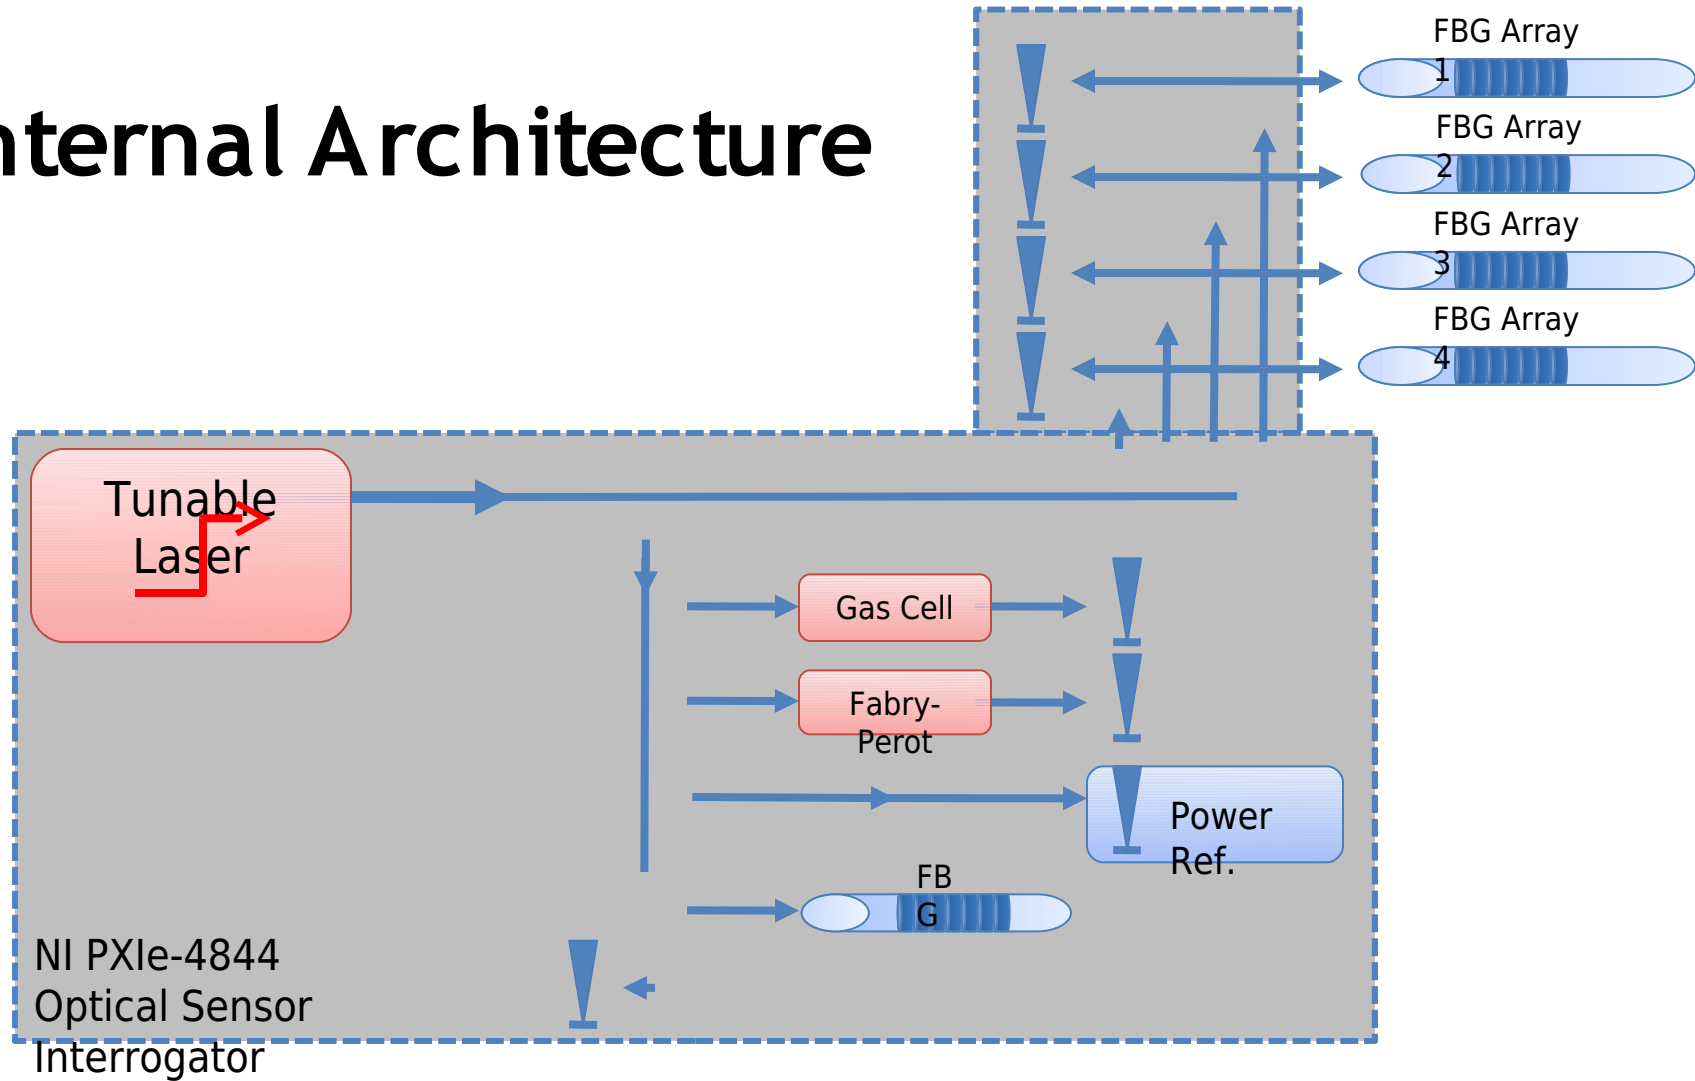 nternal Architecture
FBG Array
1
FBG Array
2
FBG Array
3
FBG Array
4
Tunable
Laser
Gas Cell
Fabry-
Perot
Power
Ref.
FB
G
NI PXIe-4844
Optical Sensor
Interrogator